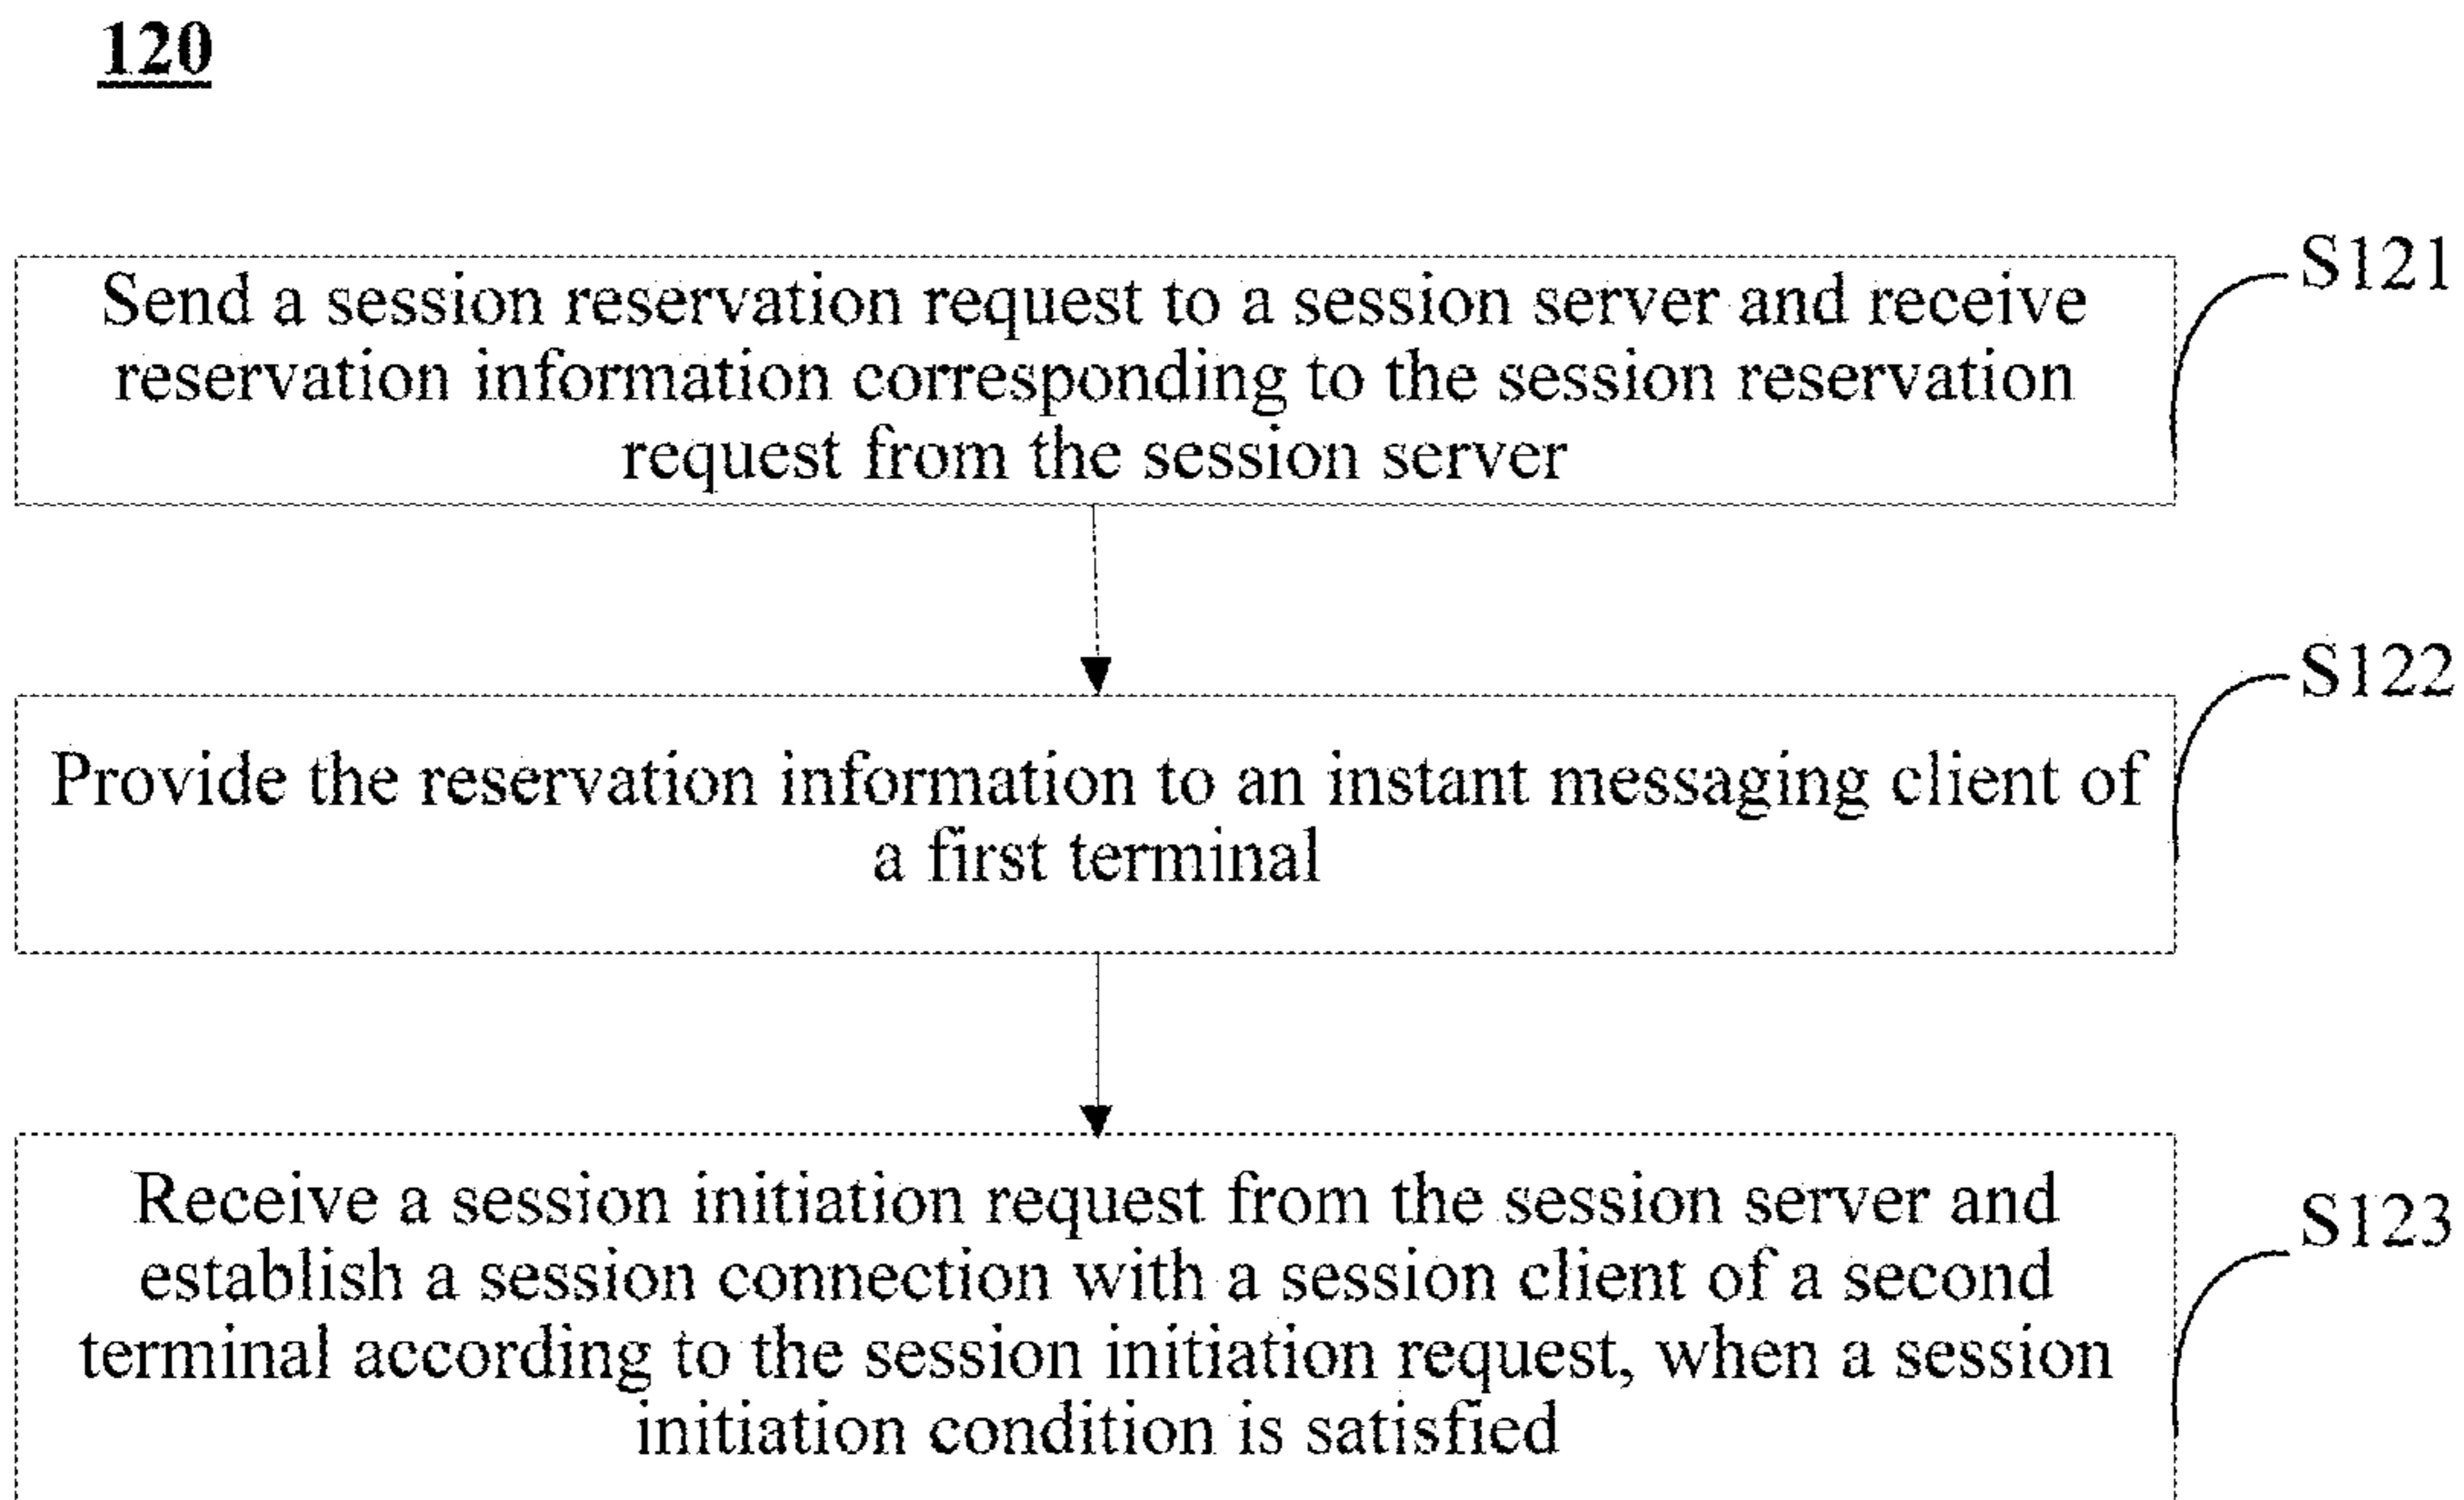 120
S121
Send a session reservation request to a session server and receive
reservation information corresponding to the session reservation
request from the session server
S122
Provide the reservation information to an instant messaging client of
a first terminal
S123
Receive a session initiation request from the session server and
establish a session connection with a session client of a second
terminal according to the session initiation request, when a session
initiation condition is satisfied